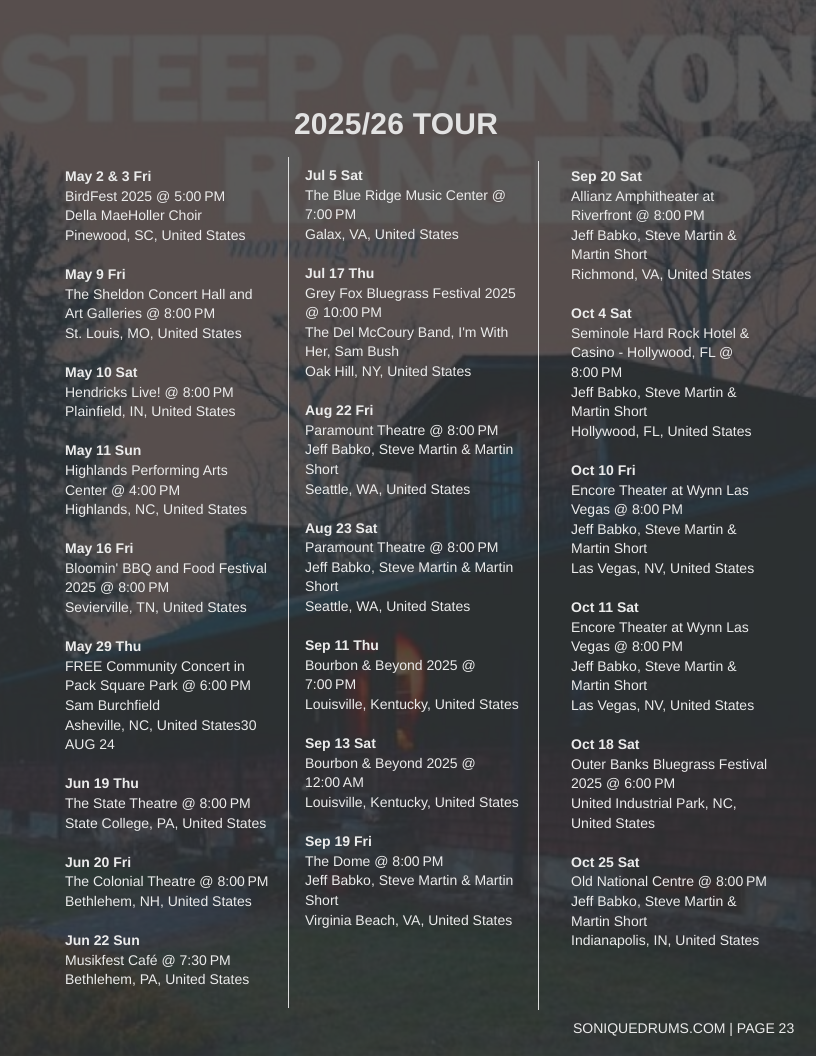 STEEP CANYON
RANGERS
morning shift
2025/26 TOUR
May 2 & 3 Fri
BirdFest 2025 @ 5:00 PM
Della MaeHoller Choir
Pinewood, SC, United States
May 9 Fri
The Sheldon Concert Hall and
Art Galleries @ 8:00 PM
St. Louis, MO, United States
May 10 Sat
Hendricks Live! @ 8:00 PM
Plainfield, IN, United States
May 11 Sun
Highlands Performing Arts
Center @ 4:00 PM
Highlands, NC, United States
May 16 Fri
Bloomin' BBQ and Food Festival
2025 @ 8:00 PM
Sevierville, TN, United States
May 29 Thu
FREE Community Concert in
Pack Square Park @ 6:00 PM
Sam Burchfield
Asheville, NC, United States30
AUG 24
Jun 19 Thu
The State Theatre @ 8:00 PM
State College, PA, United States
Jun 20 Fri
The Colonial Theatre @ 8:00 PM
Bethlehem, NH, United States
Jun 22 Sun
Musikfest Café @ 7:30 PM
Bethlehem, PA, United States
Jul 5 Sat
The Blue Ridge Music Center @
7:00 PM
Galax, VA, United States
Jul 17 Thu
Grey Fox Bluegrass Festival 2025
@ 10:00 PM
The Del McCoury Band, I'm With
Her, Sam Bush
Oak Hill, NY, United States
Aug 22 Fri
Paramount Theatre @ 8:00 PM
Jeff Babko, Steve Martin & Martin
Short
Seattle, WA, United States
Aug 23 Sat
Paramount Theatre @ 8:00 PM
Jeff Babko, Steve Martin & Martin
Short
Seattle, WA, United States
Sep 11 Thu
Bourbon & Beyond 2025 @
7:00 PM
Louisville, Kentucky, United States
Sep 13 Sat
Bourbon & Beyond 2025 @
12:00 AM
Louisville, Kentucky, United States
Sep 19 Fri
The Dome @ 8:00 PM
Jeff Babko, Steve Martin & Martin
Short
Virginia Beach, VA, United States
Sep 20 Sat
Allianz Amphitheater at
Riverfront @ 8:00 PM
Jeff Babko, Steve Martin &
Martin Short
Richmond, VA, United States
Oct 4 Sat
Seminole Hard Rock Hotel &
Casino - Hollywood, FL @
8:00 PM
Jeff Babko, Steve Martin &
Martin Short
Hollywood, FL, United States
Oct 10 Fri
Encore Theater at Wynn Las
Vegas @ 8:00 PM
Jeff Babko, Steve Martin &
Martin Short
Las Vegas, NV, United States
Oct 11 Sat
Encore Theater at Wynn Las
Vegas @ 8:00 PM
Jeff Babko, Steve Martin &
Martin Short
Las Vegas, NV, United States
Oct 18 Sat
Outer Banks Bluegrass Festival
2025 @ 6:00 PM
United Industrial Park, NC,
United States
Oct 25 Sat
Old National Centre @ 8:00 PM
Jeff Babko, Steve Martin &
Martin Short
Indianapolis, IN, United States
SONIQUEDRUMS.COM | PAGE 23